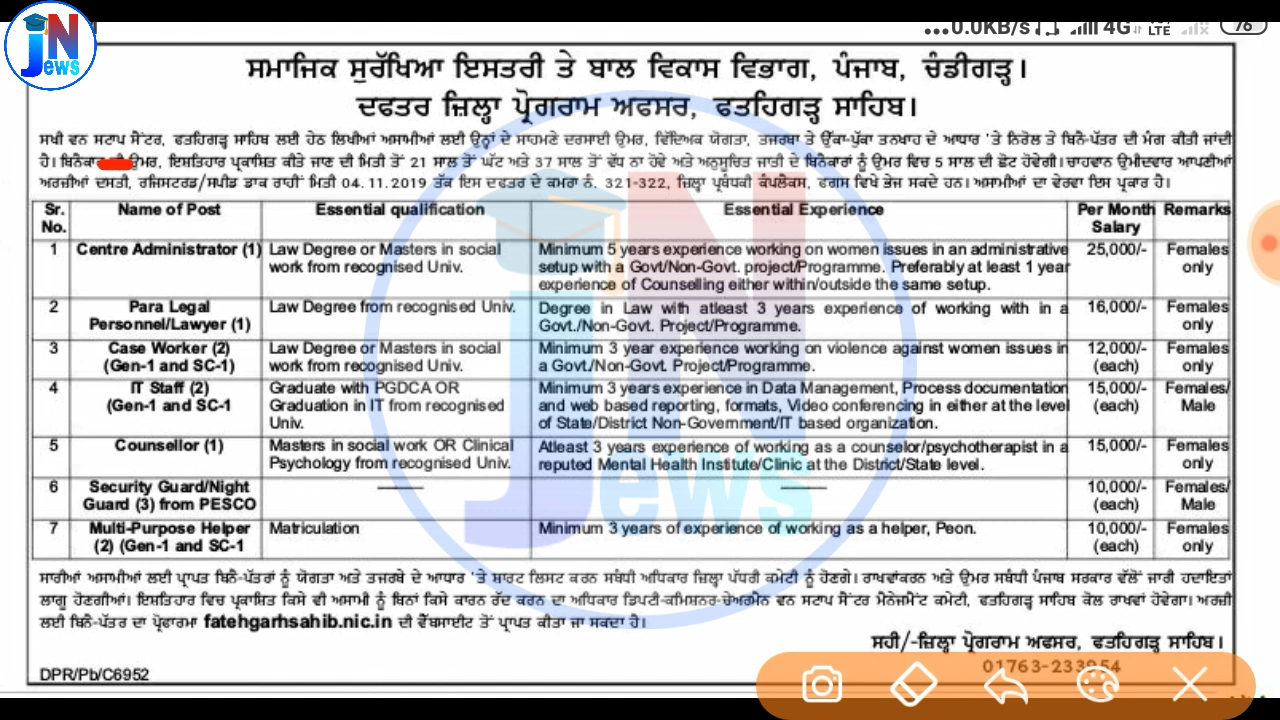 jN
Jews
...0.0KB/s 4G LTE 76
ਸਮਾਜਿਕ ਸੁਰੱਖਿਆ ਇਸਤਰੀ ਤੇ ਬਾਲ ਵਿਕਾਸ ਵਿਭਾਗ, ਪੰਜਾਬ, ਚੰਡੀਗੜ੍ਹ।
ਦਫਤਰ ਜ਼ਿਲ੍ਹਾ ਪ੍ਰੋਗਰਾਮ ਅਫਸਰ, ਫਤਹਿਗੜ੍ਹ ਸਾਹਿਬ।
ਸਖੀ ਵਨ ਸਟਾਪ ਸੈਂਟਰ, ਫਤਹਿਗੜ੍ਹ ਸਾਹਿਬ ਲਈ ਹੇਠ ਲਿਖੀਆਂ ਅਸਾਮੀਆਂ ਲਈ ਉਨ੍ਹਾਂ ਦੇ ਸਾਹਮਣੇ ਦਰਸਾਈ ਉਮਰ, ਵਿੱਦਿਅਕ ਯੋਗਤਾ, ਤਜਰਬਾ ਤੇ ਉੱਕਾ-ਪੁੱਕਾ ਤਨਖਾਹ ਦੇ ਆਧਾਰ 'ਤੇ ਨਿਰੋਲ ਤੇ ਬਿਨੈ-ਪੱਤਰ ਦੀ ਮੰਗ ਕੀਤੀ ਜਾਂਦੀ
ਹੈ। ਬਿਨੈਕਾਰ ਉਮਰ, ਇਸ਼ਤਿਹਾਰ ਪ੍ਰਕਾਸ਼ਿਤ ਕੀਤੇ ਜਾਣ ਦੀ ਮਿਤੀ ਤੋਂ 21 ਸਾਲ ਤੋਂ ਘੱਟ ਅਤੇ 37 ਸਾਲ ਤੋਂ ਵੱਧ ਨਾ ਹੋਵੇ ਅਤੇ ਅਨੁਸੂਚਿਤ ਜਾਤੀ ਦੇ ਬਿਨੈਕਾਰਾਂ ਨੂੰ ਉਮਰ ਵਿਚ 5 ਸਾਲ ਦੀ ਛੋਟ ਹੋਵੇਗੀ। ਚਾਹਵਾਨ ਉਮੀਦਵਾਰ ਆਪਣੀਆਂ
ਅਰਜ਼ੀਆਂ ਦਸਤੀ, ਰਜਿਸਟਰਡ/ਸਪੀਡ ਡਾਕ ਰਾਹੀਂ ਮਿਤੀ 04.11.2019 ਤੱਕ ਇਸ ਦਫਤਰ ਦੇ ਕਮਰਾ ਨੰ. 321-322, ਜ਼ਿਲ੍ਹਾ ਪ੍ਰਬੰਧਕੀ ਕੰਪਲੈਕਸ, ਫਤਹਿਗੜ੍ਹ ਵਿਖੇ ਭੇਜ ਸਕਦੇ ਹਨ। ਅਸਾਮੀਆਂ ਦਾ ਵੇਰਵਾ ਇਸ ਪ੍ਰਕਾਰ ਹੈ।
Sr. No. Name of Post Essential qualification Essential Experience Per Month Salary Remarks
1 Centre Administrator (1) Law Degree or Masters in social Minimum 5 years experience working on women issues in an administrative 25,000/- Females
work from recognised Univ. setup with a Govt/Non-Govt. project/Programme. Preferably at least 1 year only
experience of Counselling either within/outside the same setup.
2 Para Legal Law Degree from recognised Univ. Degree in Law with atleast 3 years experience of working with in a 16,000/- Females
Personnel/Lawyer (1) Govt./Non-Govt. Project/Programme. only
3 Case Worker (2) Law Degree or Masters in social Minimum 3 year experience working on violence against women issues in 12,000/- Females
(Gen-1 and SC-1) work from recognised Univ. a Govt/Non-Govt. Project/Programme. (each) only
4 IT Staff (2) Graduate with PGDCA OR Minimum 3 years experience in Data Management, Process documentation 15,000/- Females/
(Gen-1 and SC-1 Graduation in IT from recognised and web based reporting, formats, Video conferencing in either at the level (each) Male
Univ. of State/District Non-Government/IT based organization.
5 Counsellor (1) Masters in social work OR Clinical Atleast 3 years experience of working as a counselor/psychotherapist in a 15,000/- Females
Psychology from recognised Univ. reputed Mental Health Institute/Clinic at the District/State level. only
6 Security Guard/Night —— —— 10,000/- Females/
Guard (3) from PESCO (each) Male
7 Multi-Purpose Helper Matriculation Minimum 3 years of experience of working as a helper, Peon. 10,000/- Females
(2) (Gen-1 and SC-1 (each) only
ਸਾਰੀਆਂ ਅਸਾਮੀਆਂ ਲਈ ਪ੍ਰਾਪਤ ਬਿਨੈ-ਪੱਤਰਾਂ ਨੂੰ ਯੋਗਤਾ ਅਤੇ ਤਜਰਬੇ ਦੇ ਆਧਾਰ 'ਤੇ ਸ਼ਾਰਟ ਲਿਸਟ ਕਰਨ ਸਬੰਧੀ ਅਧਿਕਾਰ ਜ਼ਿਲ੍ਹਾ ਪੱਧਰੀ ਕਮੇਟੀ ਨੂੰ ਹੋਣਗੇ। ਰਾਖਵਾਂਕਰਨ ਅਤੇ ਉਮਰ ਸਬੰਧੀ ਪੰਜਾਬ ਸਰਕਾਰ ਵੱਲੋਂ ਜਾਰੀ ਹਦਾਇਤਾਂ
ਲਾਗੂ ਹੋਣਗੀਆਂ। ਇਸ਼ਤਿਹਾਰ ਵਿਚ ਪ੍ਰਕਾਸ਼ਿਤ ਕਿਸੇ ਵੀ ਅਸਾਮੀ ਨੂੰ ਬਿਨਾਂ ਕਿਸੇ ਕਾਰਨ ਰੱਦ ਕਰਨ ਦਾ ਅਧਿਕਾਰ ਡਿਪਟੀ-ਕਮਿਸ਼ਨਰ-ਚੇਅਰਮੈਨ ਵਨ ਸਟਾਪ ਸੈਂਟਰ ਮੈਨੇਜਮੈਂਟ ਕਮੇਟੀ, ਫਤਹਿਗੜ੍ਹ ਸਾਹਿਬ ਕੋਲ ਰਾਖਵਾਂ ਹੋਵੇਗਾ। ਅਰਜ਼ੀ
ਲਈ ਬਿਨੈ-ਪੱਤਰ ਦਾ ਪ੍ਰੋਫਾਰਮਾ fatehgarhsahib.nic.in ਦੀ ਵੈੱਬਸਾਈਟ ਤੋਂ ਪ੍ਰਾਪਤ ਕੀਤਾ ਜਾ ਸਕਦਾ ਹੈ।
ਸਹੀ/-ਜ਼ਿਲ੍ਹਾ ਪ੍ਰੋਗਰਾਮ ਅਫਸਰ, ਫਤਹਿਗੜ੍ਹ ਸਾਹਿਬ।
01763-233954
DPR/Pb/C6952